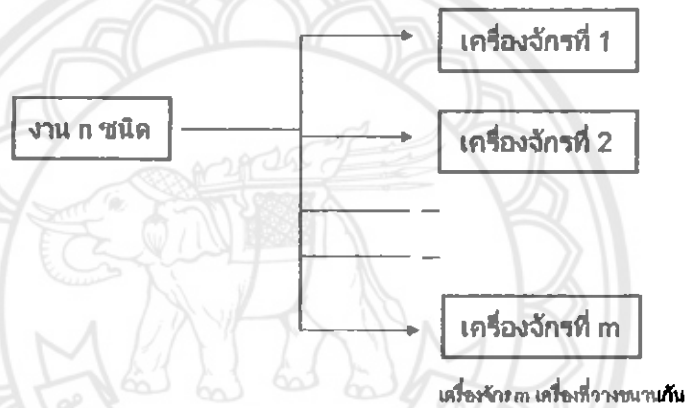 เครื่องจักรที่ 1
งาน n ชนิด
เครื่องจักรที่ 2
เครื่องจักรที่ m
เครื่องจักร m เครื่องที่วางขนานกัน